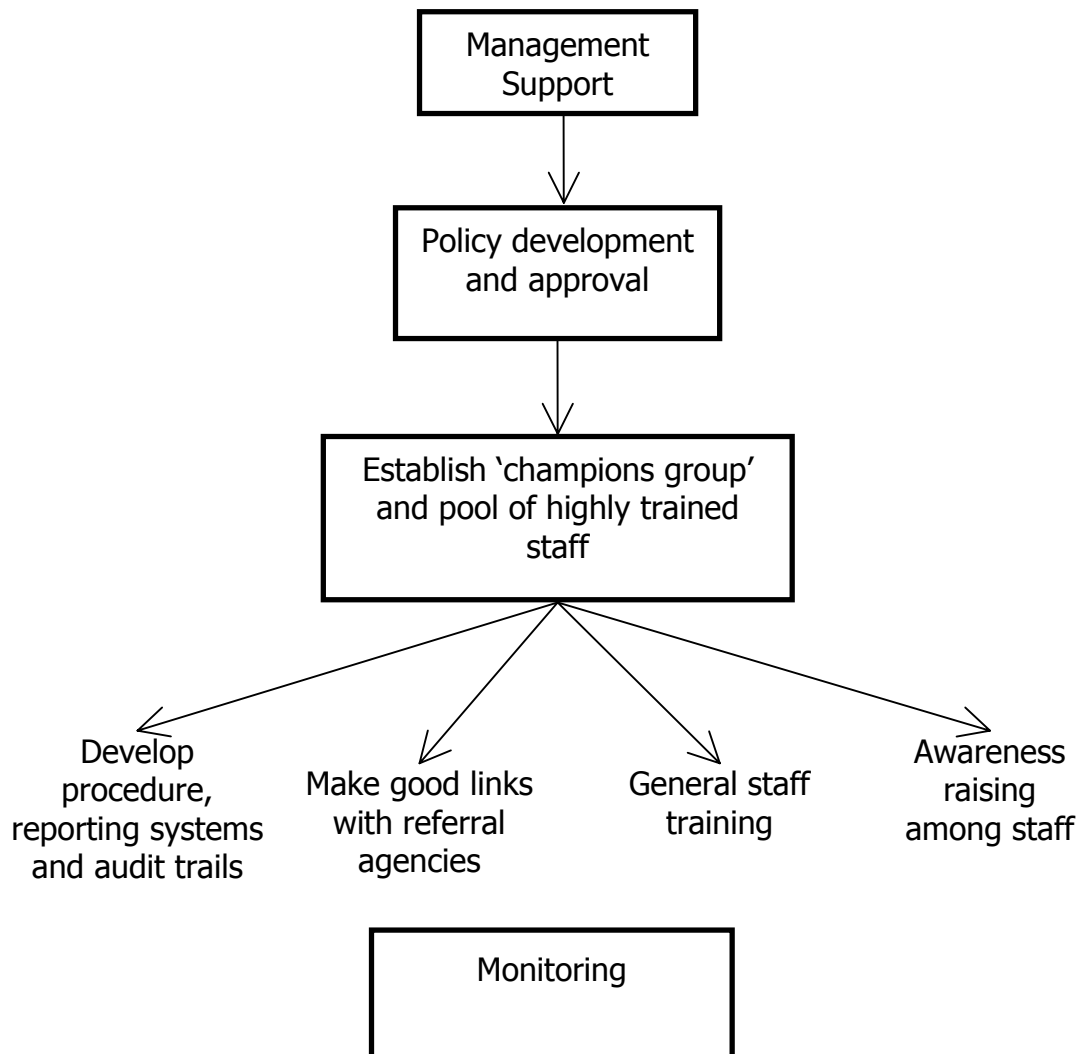 Management
Support
Policy development
and approval
Establish ‘champions group’
and pool of highly trained
staff
Develop
procedure,
reporting systems
and audit trails
Make good links
with referral
agencies
General staff
training
Awareness
raising
among staff
Monitoring